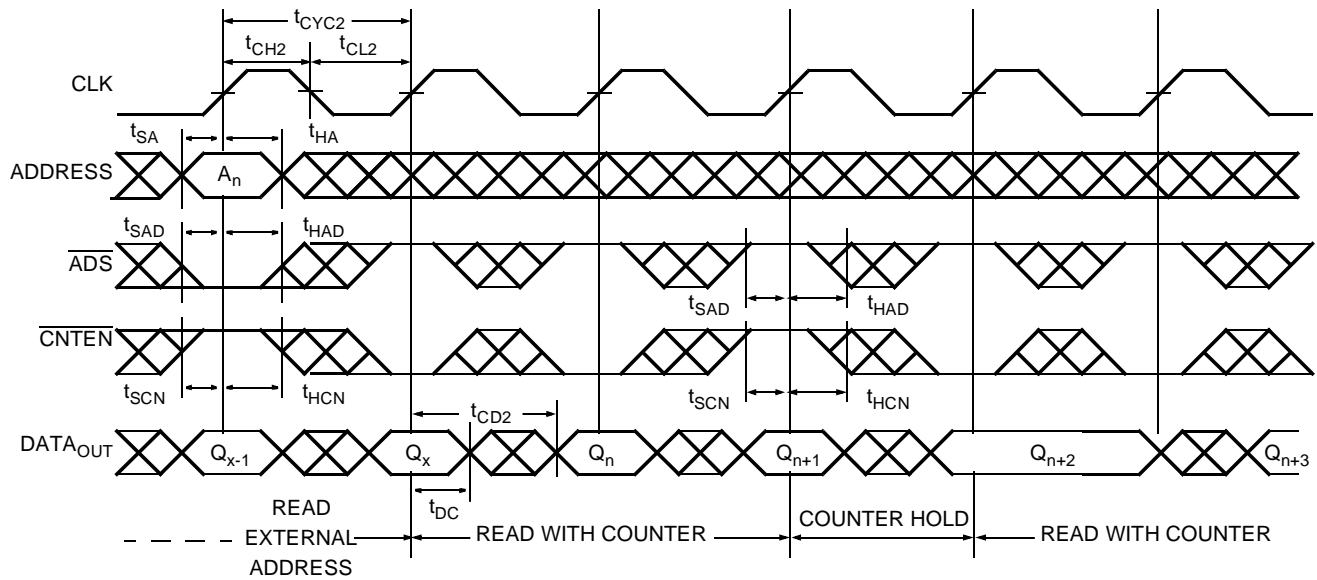 tCYC2
tCH2 tCL2
CLK
tSA tHA
ADDRESS An
tSAD tHAD
ADS
tSAD tHAD
CNTEN
tSCN tHCN tSCN tHCN
tCD2
DATAOUT Qx-1 Qx Qn Qn+1 Qn+2 Qn+3
tDC
READ EXTERNAL ADDRESS
READ WITH COUNTER COUNTER HOLD READ WITH COUNTER